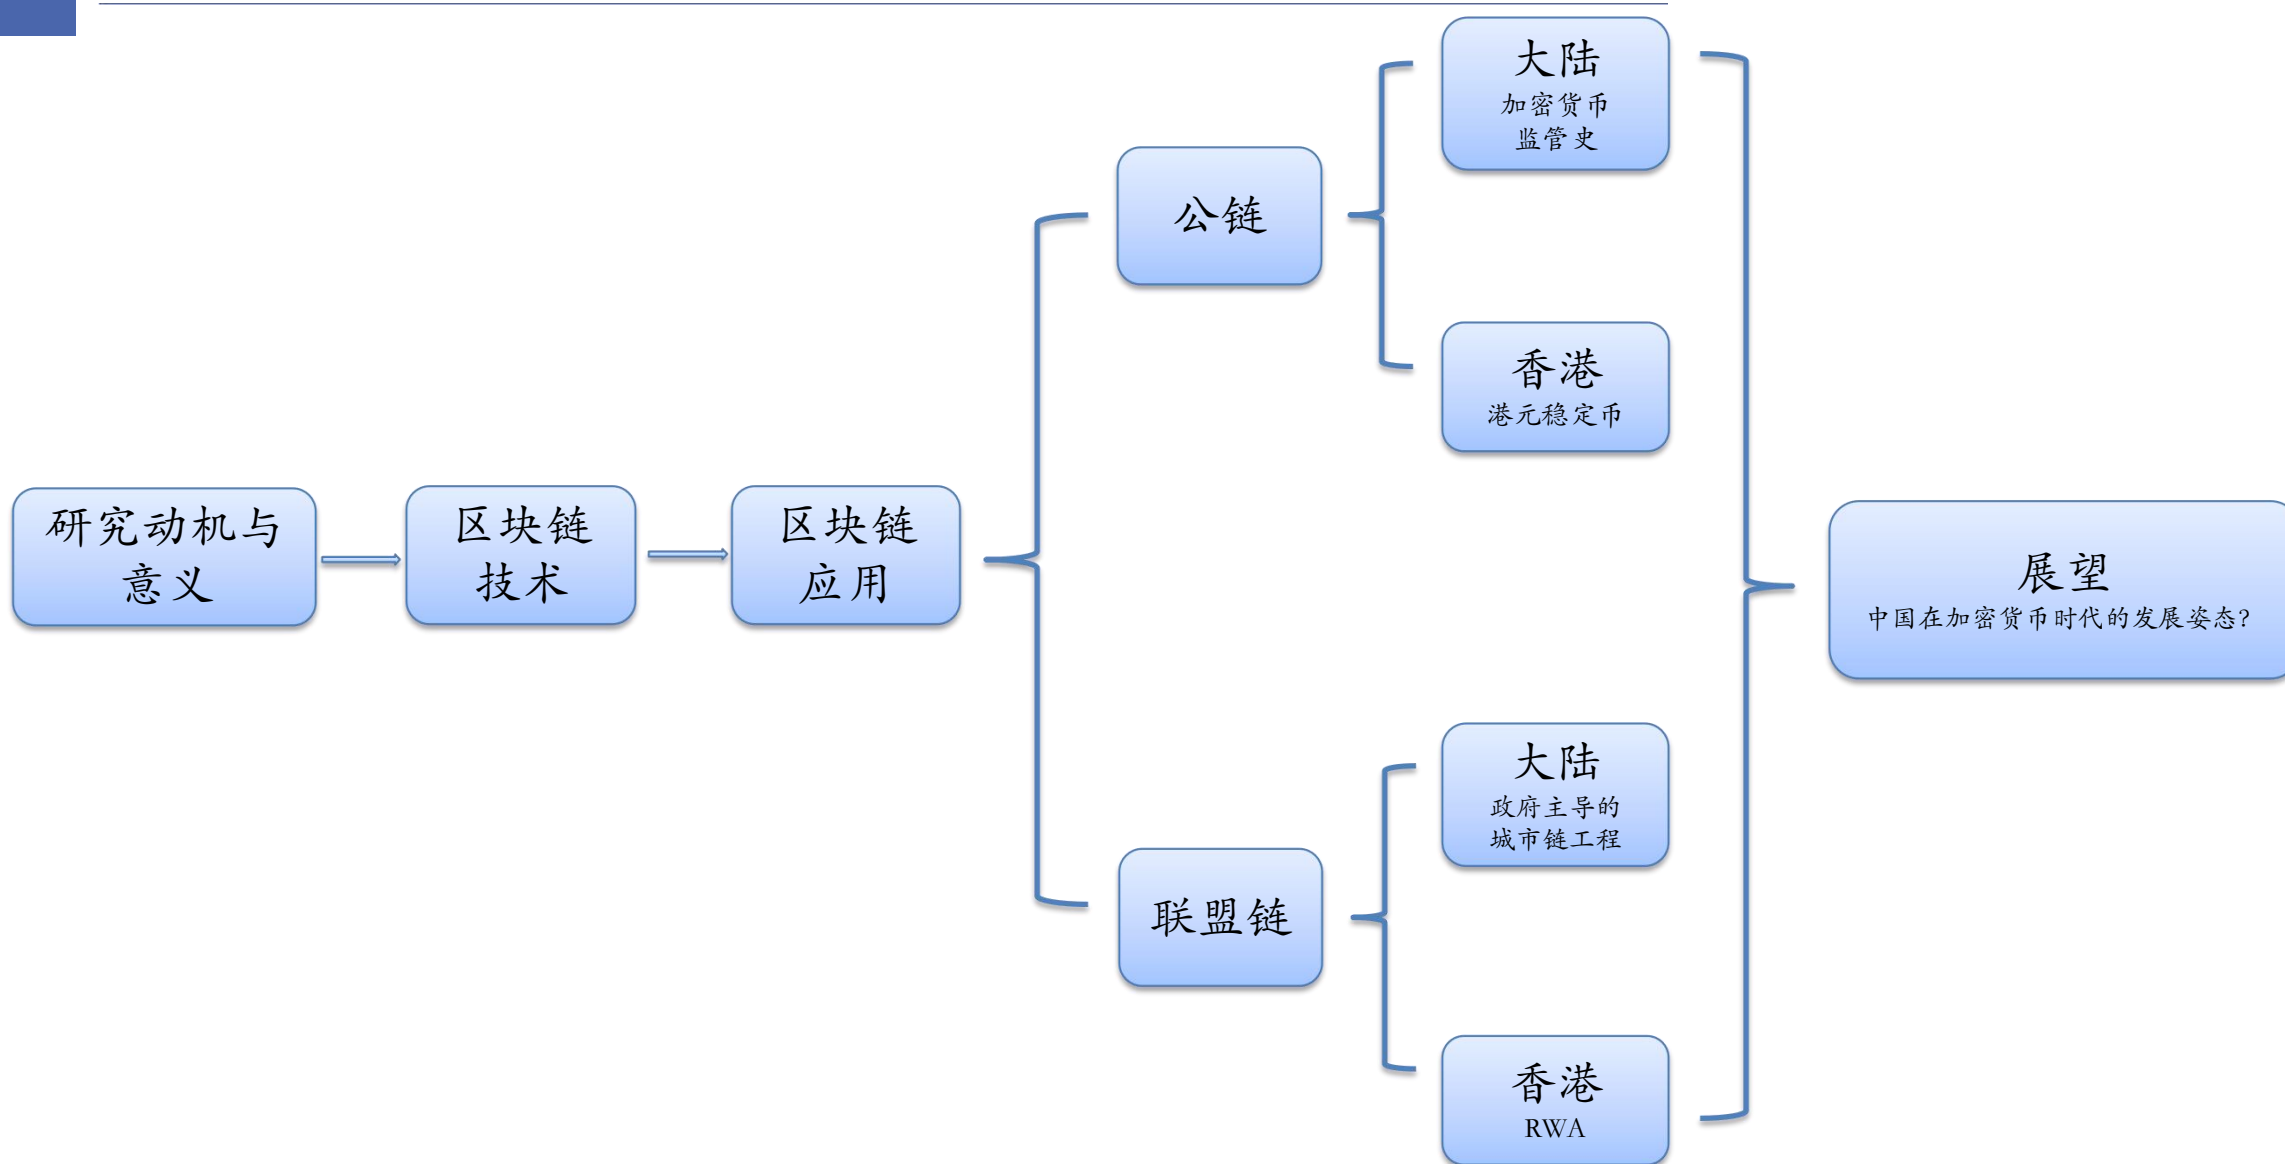 研究动机与
意义
区块链
技术
区块链
应用
公链
大陆
加密货币
监管史
香港
港元稳定币
联盟链
大陆
政府主导的
城市链工程
香港
RWA
展望
中国在加密货币时代的发展姿态?